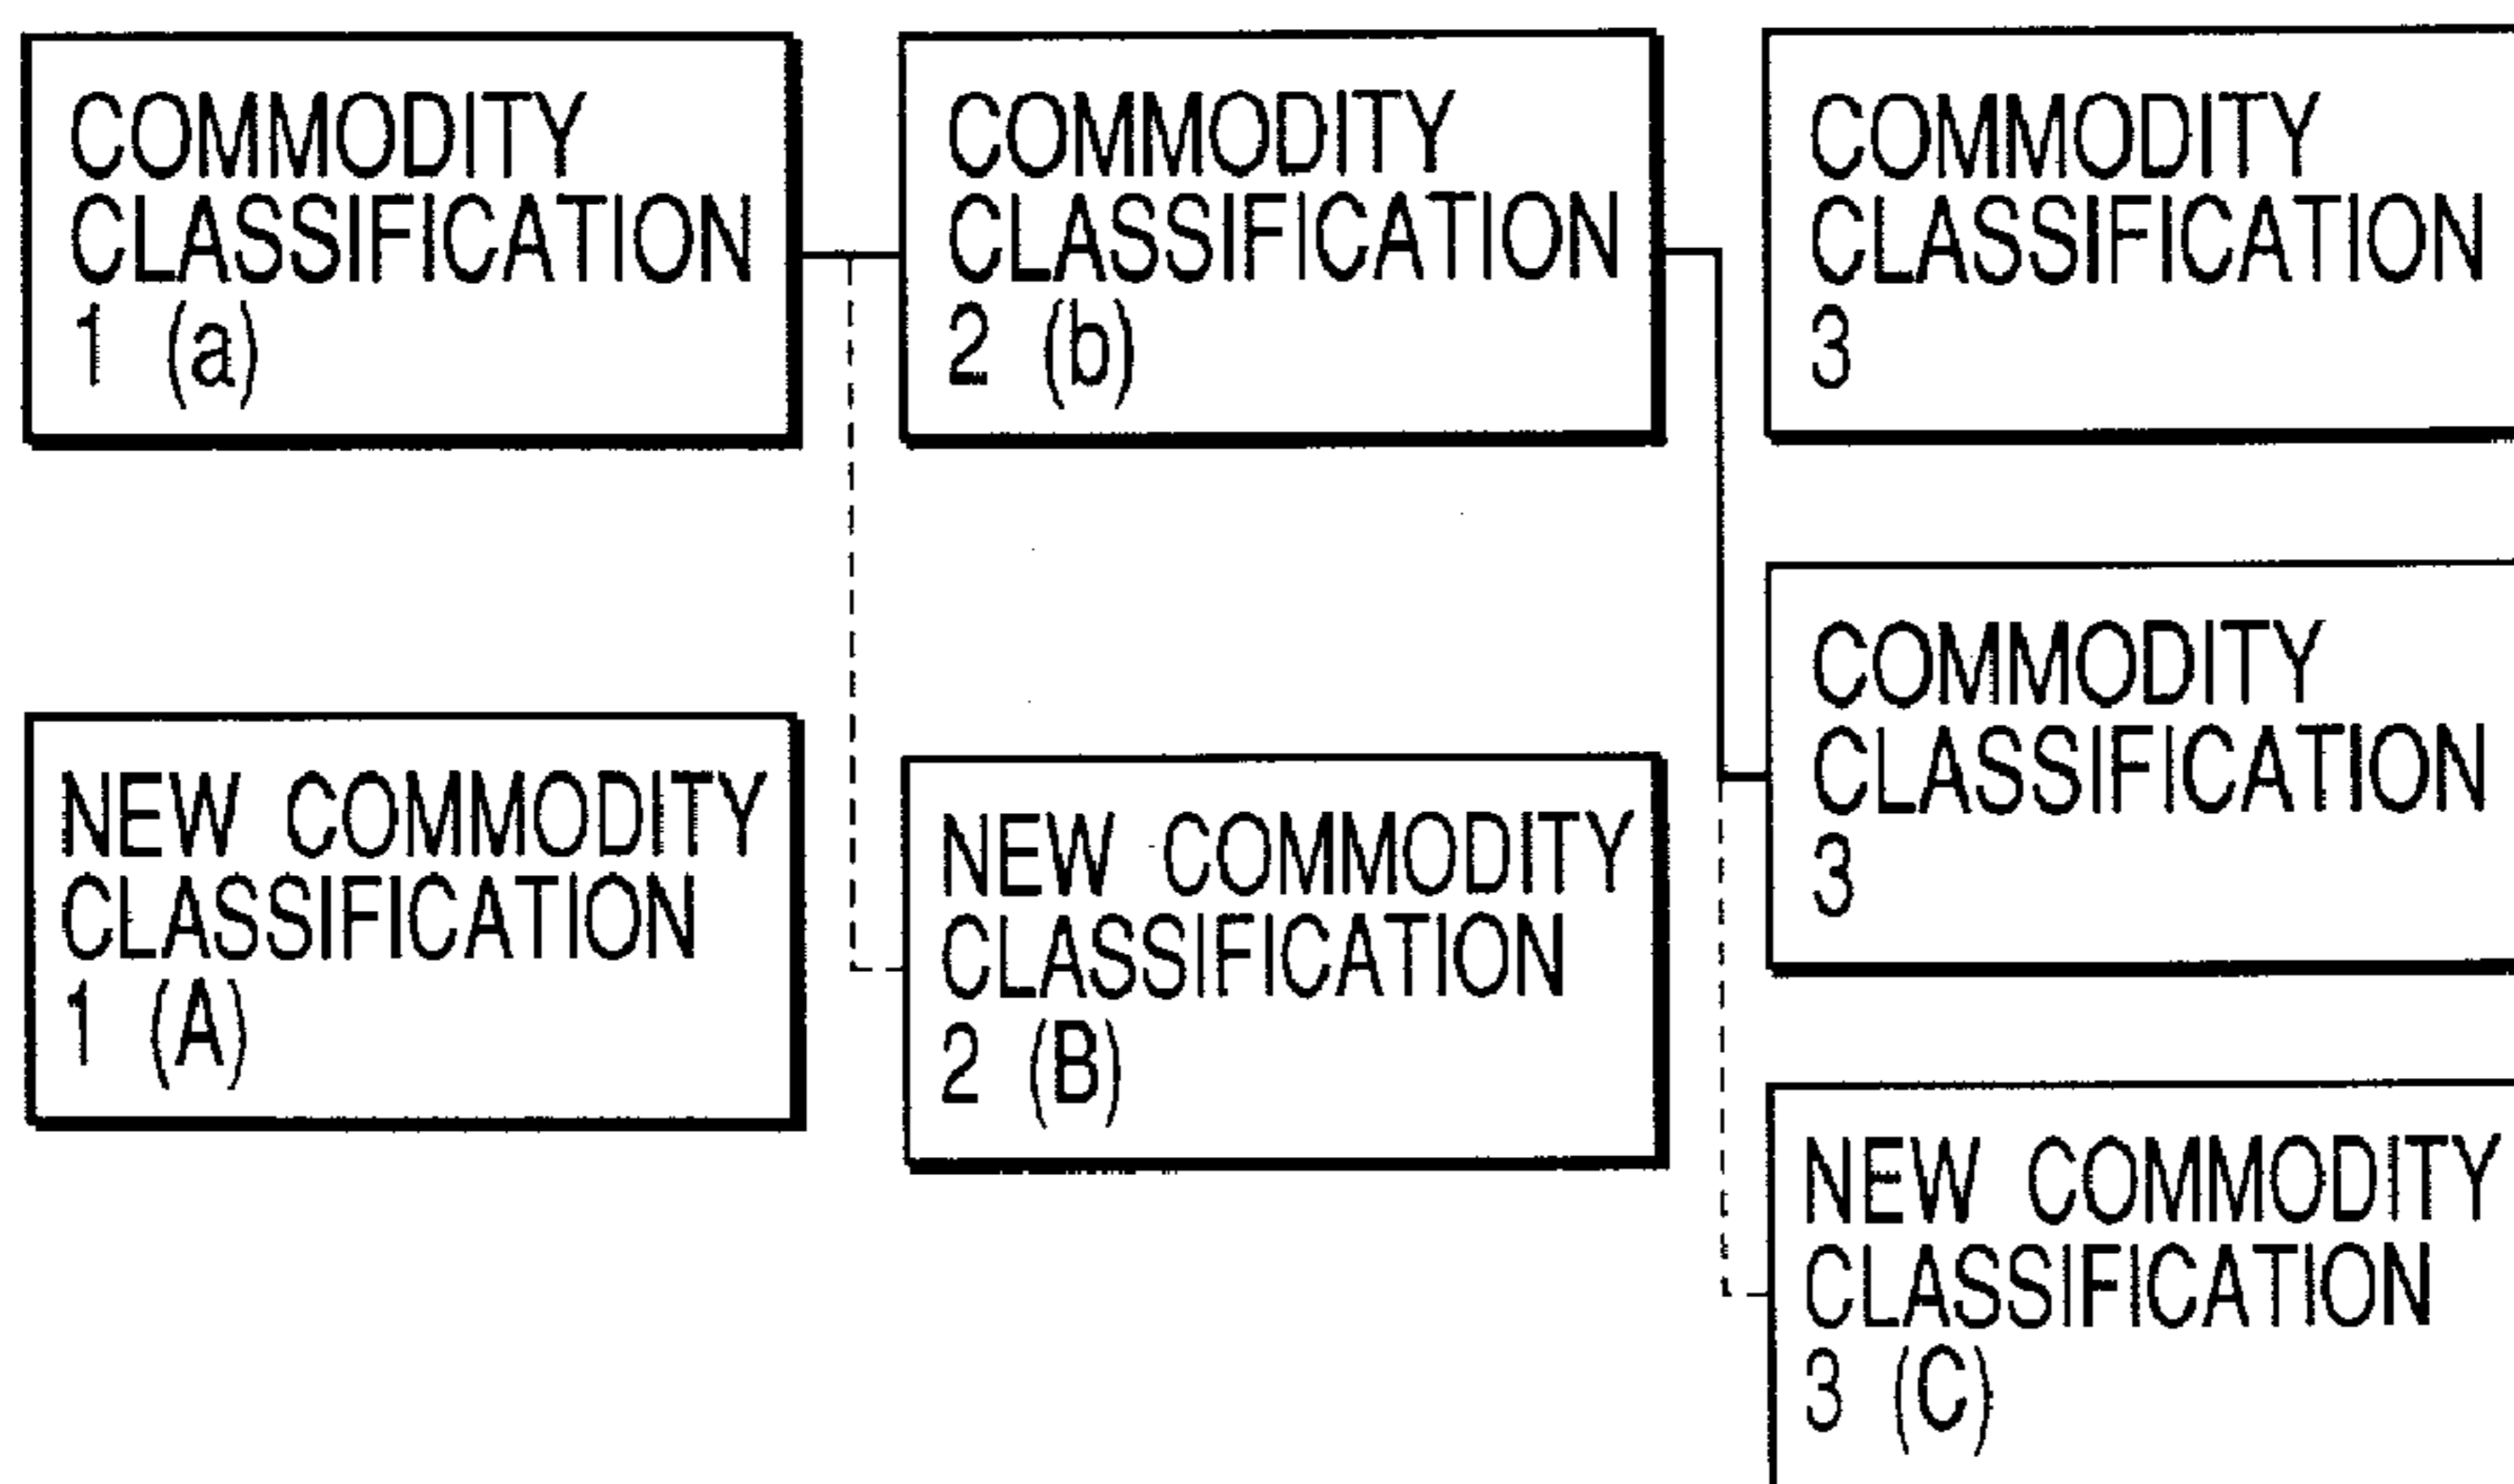 COMMODITY
CLASSIFICATION
1 (a)
COMMODITY
CLASSIFICATION
2 (b)
COMMODITY
CLASSIFICATION
3
COMMODITY
CLASSIFICATION
3
NEW COMMODITY
CLASSIFICATION
1 (A)
NEW COMMODITY
CLASSIFICATION
2 (B)
NEW COMMODITY
CLASSIFICATION
3 (C)